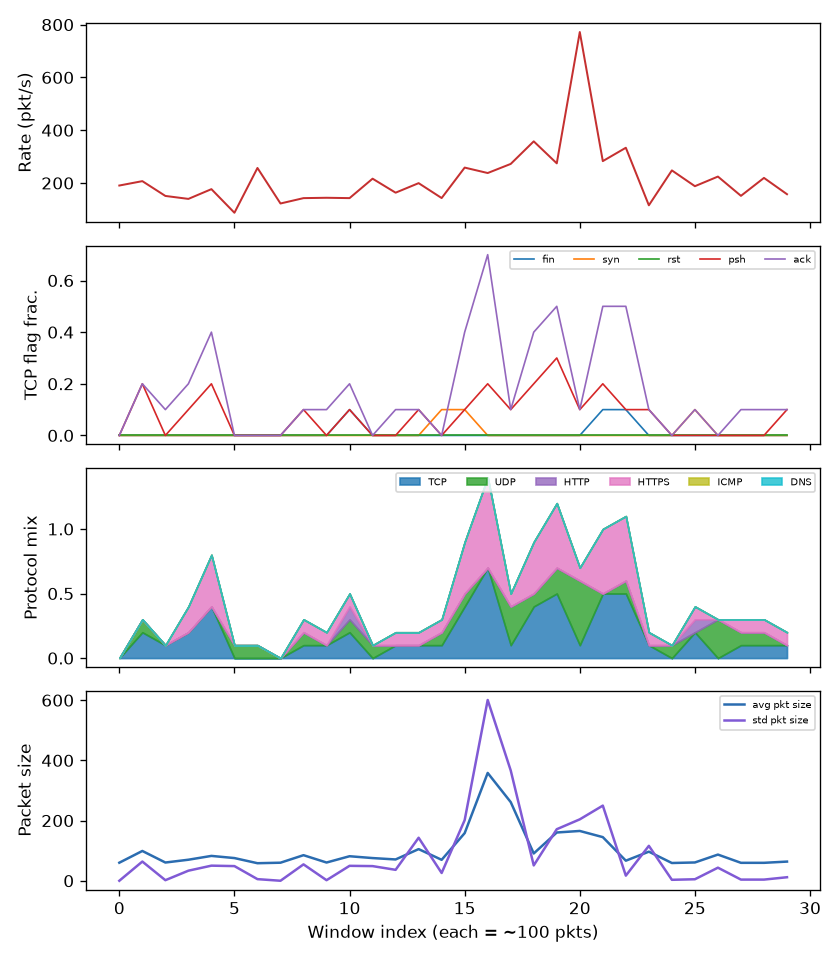 800
600
400
200
Rate (pkt/s)
fin syn rst psh ack
0.6
0.4
0.2
0.0
TCP flag frac.
TCP UDP HTTP HTTPS ICMP DNS
1.0
0.5
0.0
Protocol mix
avg pkt size
std pkt size
600
400
200
0
Packet size
0 5 10 15 20 25 30
Window index (each = ~100 pkts)